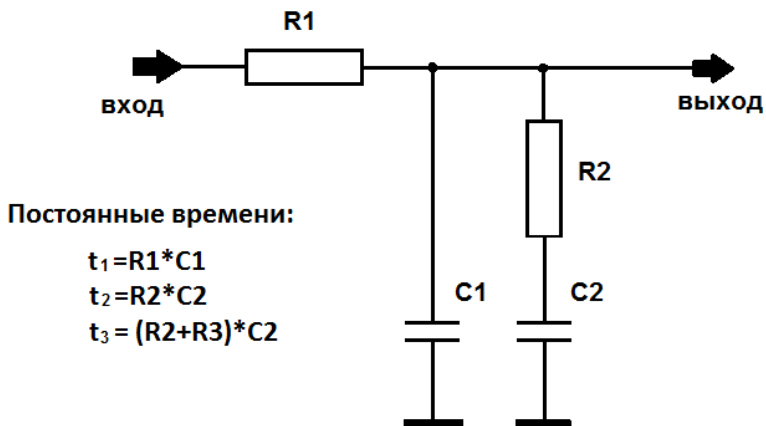 R1
вход
выход
R2
Постоянные времени:
t₁=R1*C1
t₂=R2*C2
t₃ = (R2+R3)*C2
C1
C2